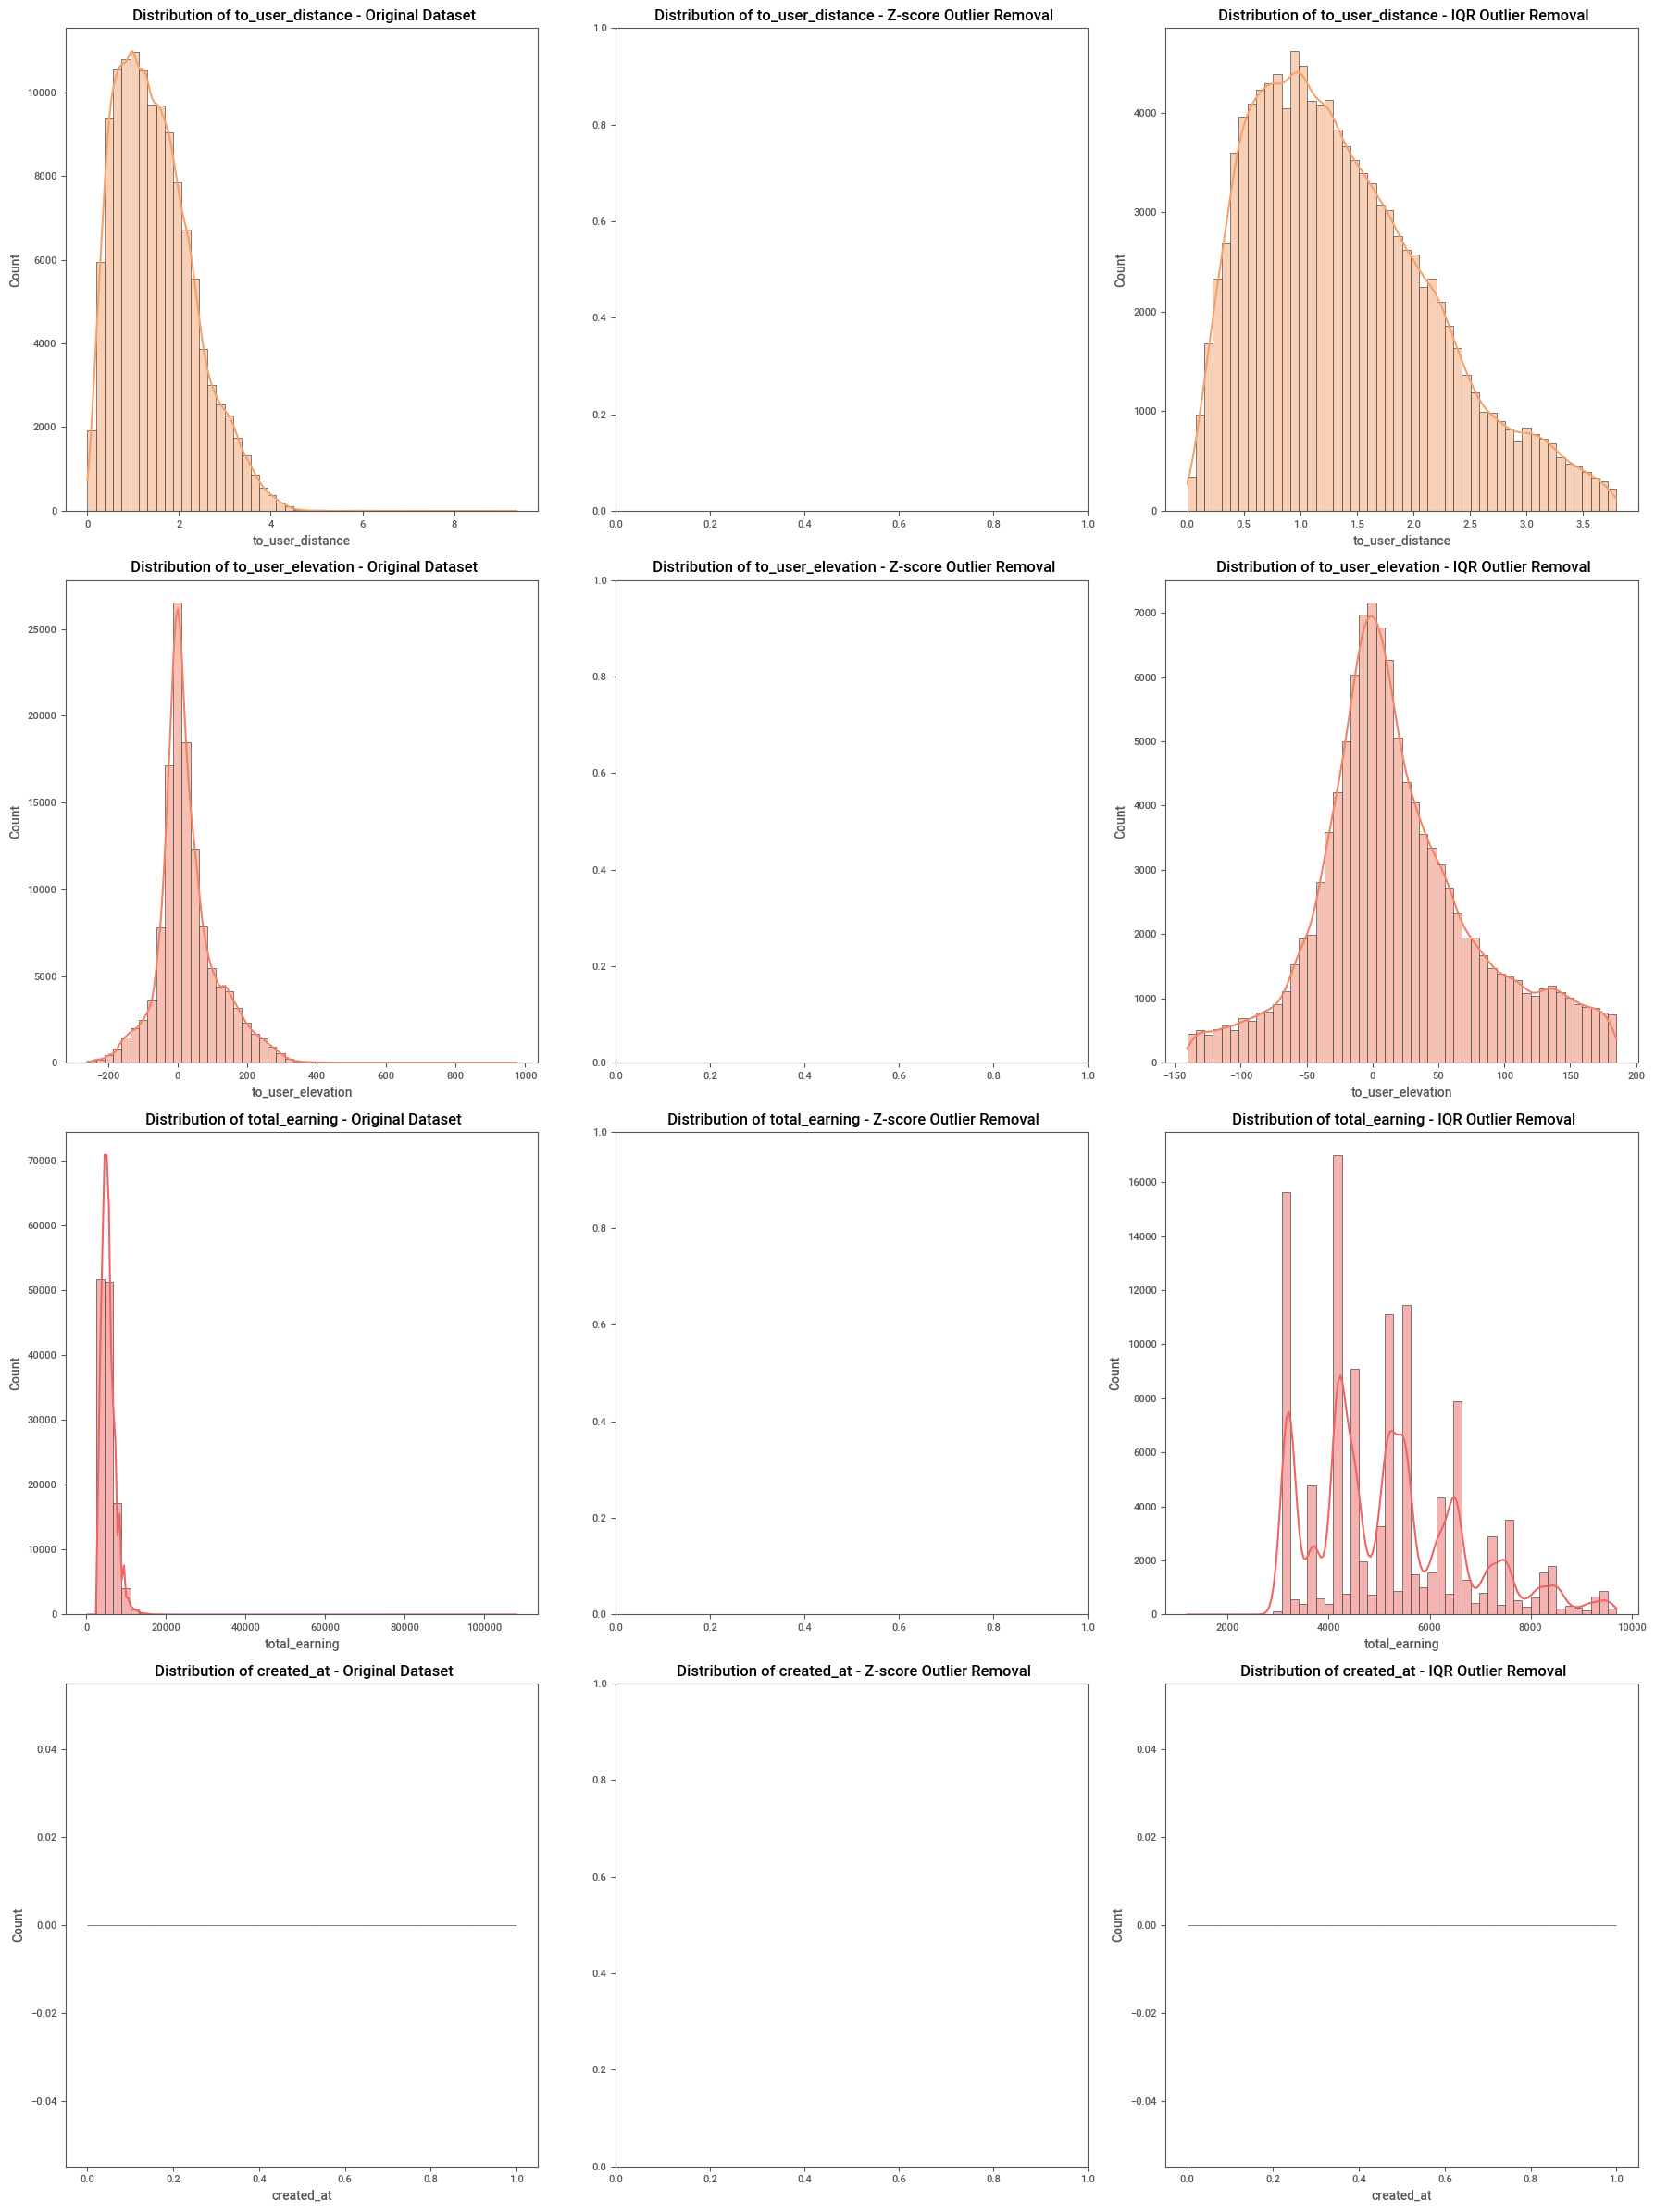 Distribution of to_user_distance - Original Dataset
Distribution of to_user_distance - Z-score Outlier Removal
Distribution of to_user_distance - IQR Outlier Removal
Count
10000
8000
6000
4000
2000
0
0 2 4 6 8
to_user_distance
1.0
0.8
0.6
0.4
0.2
0.0
0.0 0.2 0.4 0.6 0.8 1.0
Count
4000
3000
2000
1000
0
0.0 0.5 1.0 1.5 2.0 2.5 3.0 3.5
to_user_distance
Distribution of to_user_elevation - Original Dataset
Distribution of to_user_elevation - Z-score Outlier Removal
Distribution of to_user_elevation - IQR Outlier Removal
Count
25000
20000
15000
10000
5000
0
−200 0 200 400 600 800 1000
to_user_elevation
1.0
0.8
0.6
0.4
0.2
0.0
0.0 0.2 0.4 0.6 0.8 1.0
Count
7000
6000
5000
4000
3000
2000
1000
0
−150 −100 −50 0 50 100 150 200
to_user_elevation
Distribution of total_earning - Original Dataset
Distribution of total_earning - Z-score Outlier Removal
Distribution of total_earning - IQR Outlier Removal
Count
70000
60000
50000
40000
30000
20000
10000
0
0 20000 40000 60000 80000 100000
total_earning
1.0
0.8
0.6
0.4
0.2
0.0
0.0 0.2 0.4 0.6 0.8 1.0
Count
16000
14000
12000
10000
8000
6000
4000
2000
0
2000 4000 6000 8000 10000
total_earning
Distribution of created_at - Original Dataset
Distribution of created_at - Z-score Outlier Removal
Distribution of created_at - IQR Outlier Removal
Count
0.04
0.02
0.00
−0.02
−0.04
0.0 0.2 0.4 0.6 0.8 1.0
created_at
1.0
0.8
0.6
0.4
0.2
0.0
0.0 0.2 0.4 0.6 0.8 1.0
Count
0.04
0.02
0.00
−0.02
−0.04
0.0 0.2 0.4 0.6 0.8 1.0
created_at